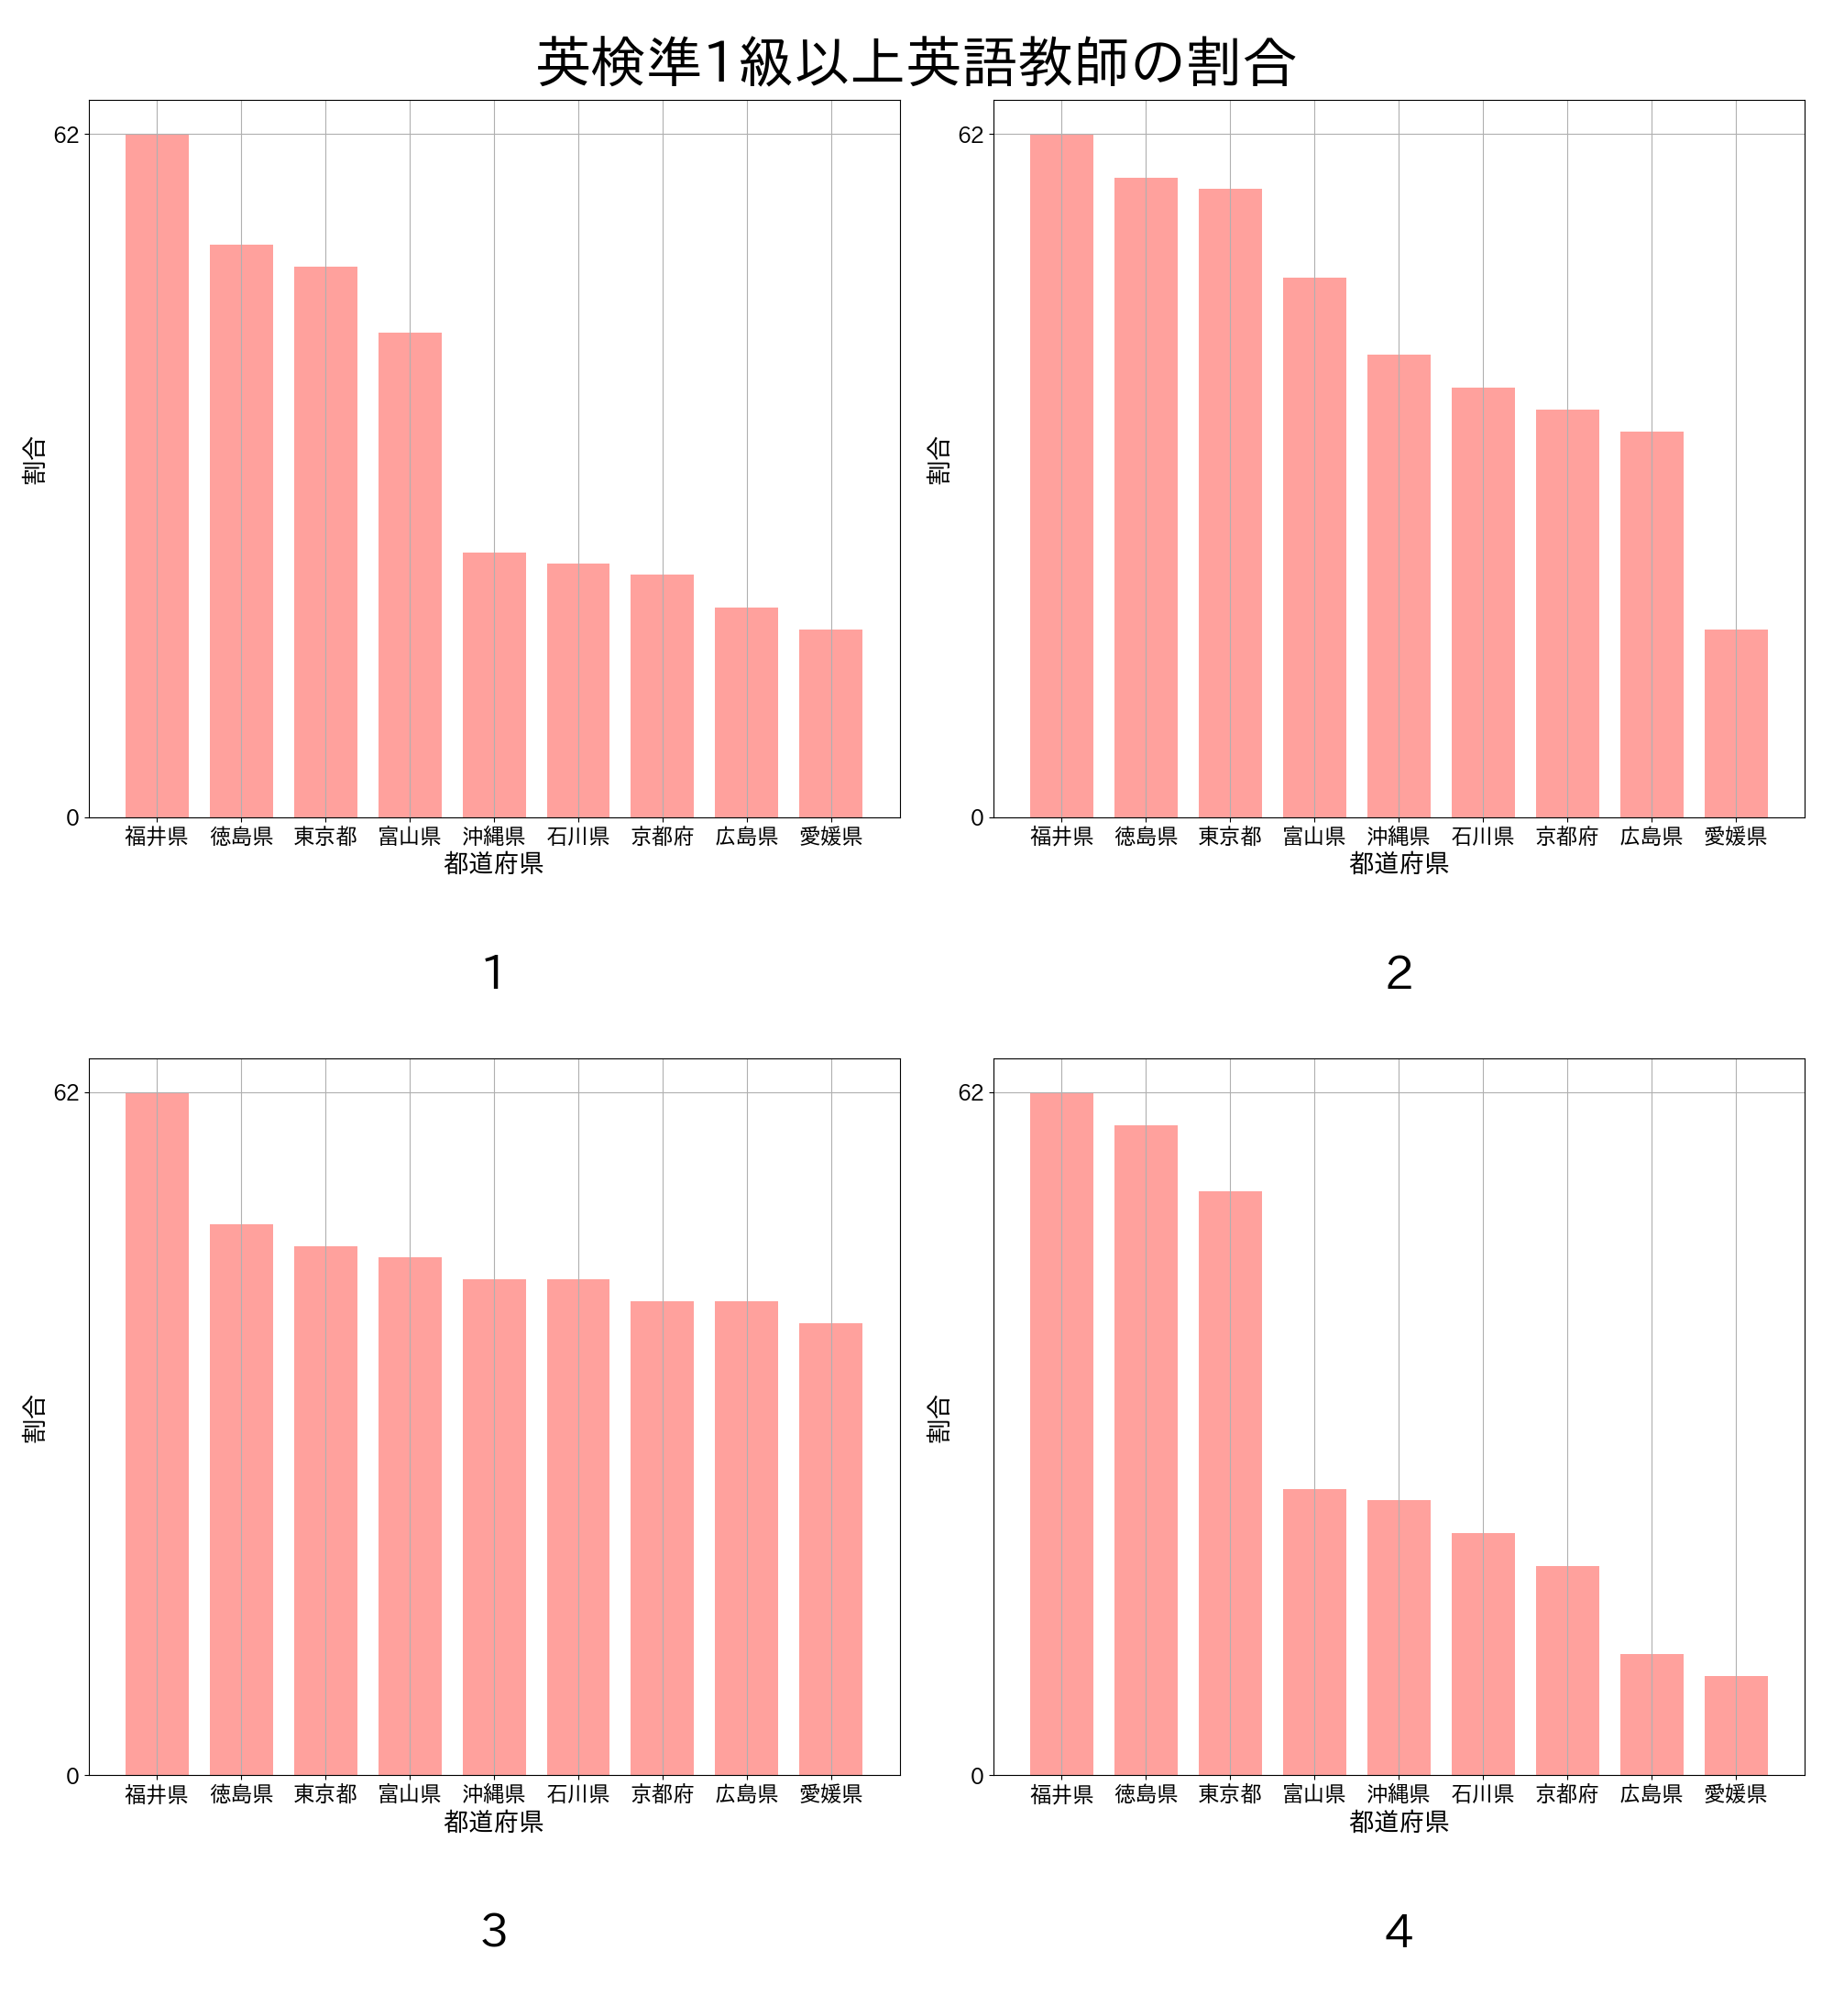 英検準1級以上英語教師の割合
62
0
割合
福井県 徳島県 東京都 富山県 沖縄県 石川県 京都府 広島県 愛媛県
都道府県
1
62
0
割合
福井県 徳島県 東京都 富山県 沖縄県 石川県 京都府 広島県 愛媛県
都道府県
2
62
0
割合
福井県 徳島県 東京都 富山県 沖縄県 石川県 京都府 広島県 愛媛県
都道府県
3
62
0
割合
福井県 徳島県 東京都 富山県 沖縄県 石川県 京都府 広島県 愛媛県
都道府県
4